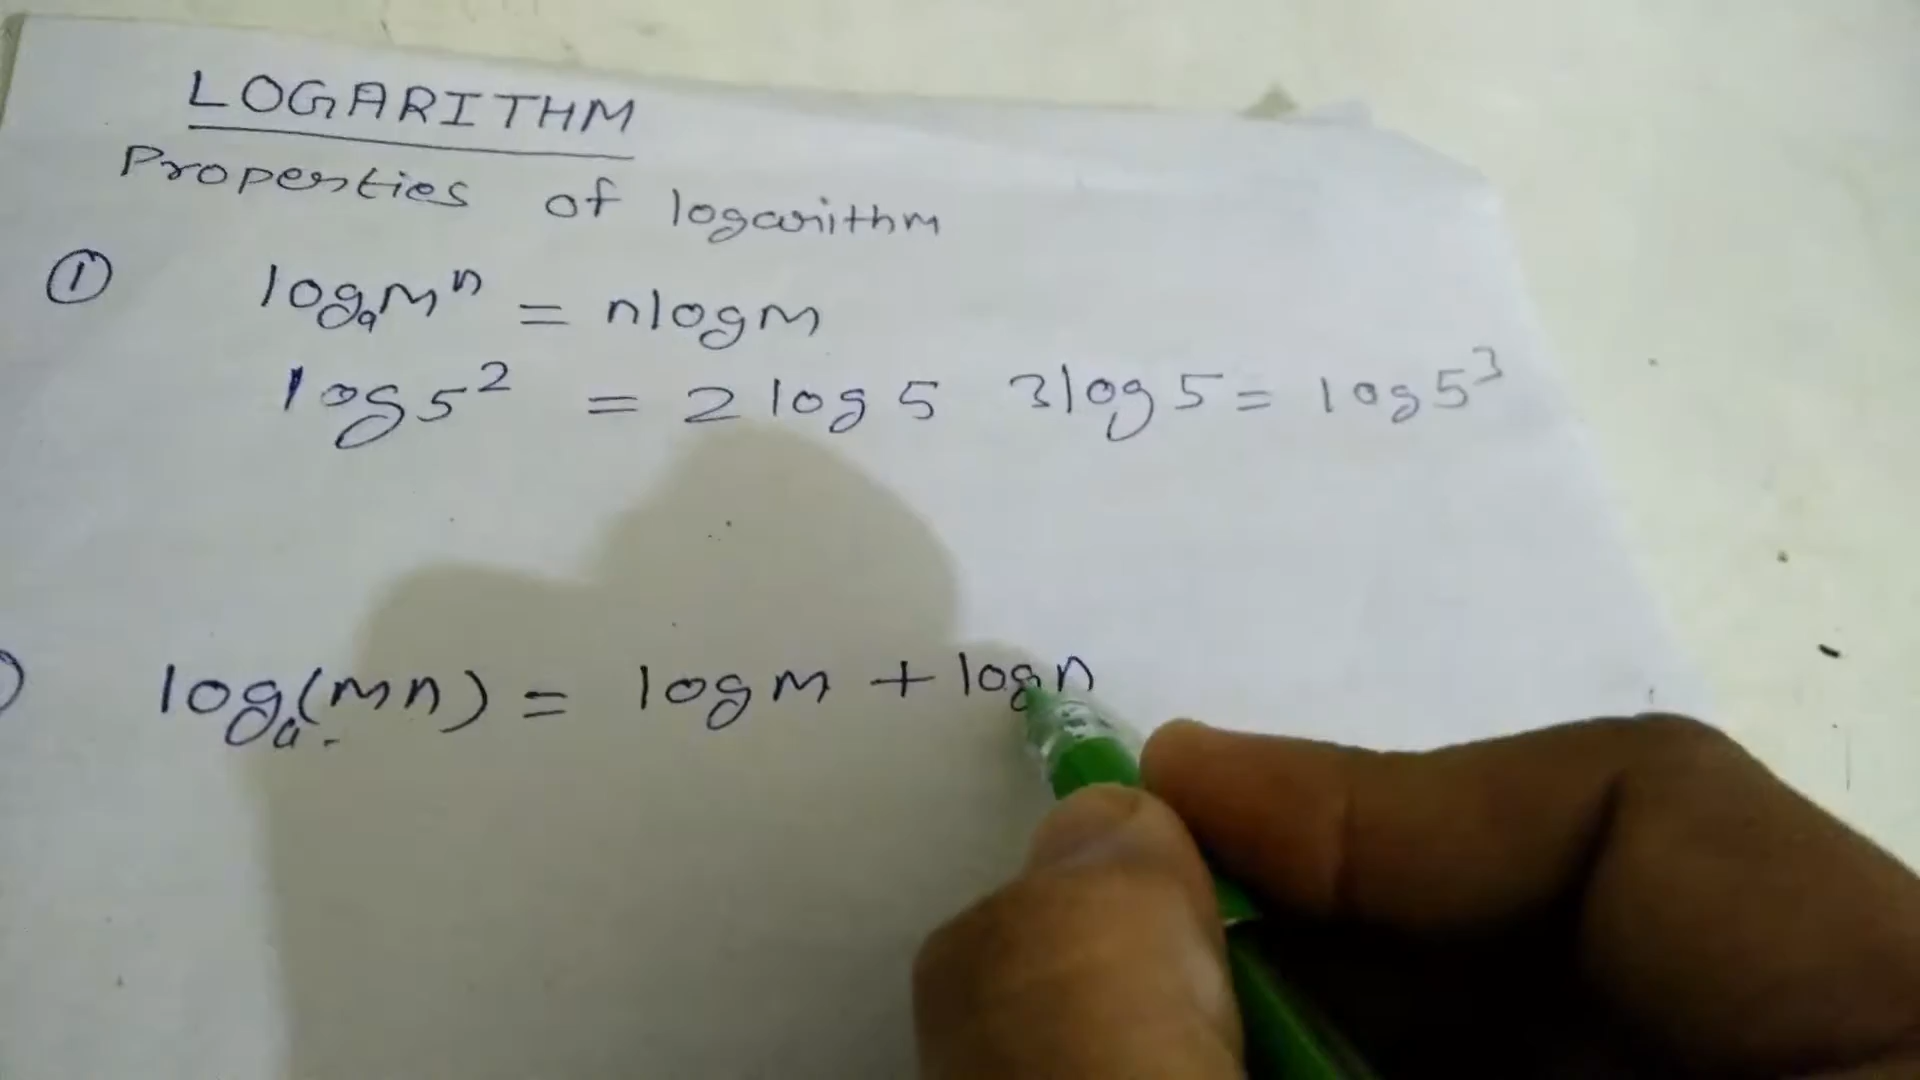 LOGARITHM
Properties of logarithm
① logₐmⁿ = nlogm
log5² = 2log5 3log5 = log5³
logₐ(mn) = logm + logn